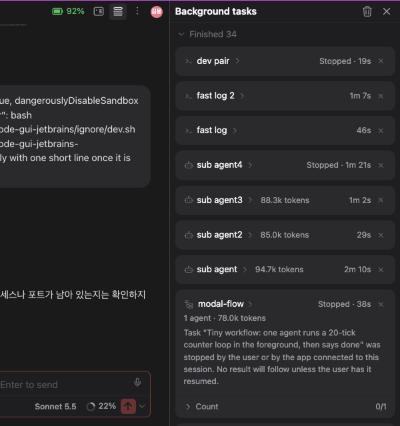 92%
Background tasks
Finished 34
dev pair
Stopped · 19s
fast log 2
1m 7s
fast log
46s
sub agent4
Stopped · 1m 21s
sub agent3
88.3k tokens
1m 2s
sub agent2
85.0k tokens
29s
sub agent
94.7k tokens
2m 10s
modal-flow
Stopped · 38s
1 agent · 78.0k tokens
Task "Tiny workflow: one agent runs a 20-tick
counter loop in the foreground, then says done" was
stopped by the user or by the app connected to this
session. No result will follow unless the user has it
resumed.
Count
0/1
ue, dangerouslyDisableSandbox
r": bash
ode-gui-jetbrains/ignore/dev.sh
ode-gui-jetbrains-
ly with one short line once it is
세스나 포트가 남아 있는지는 확인하지
Enter to send
Sonnet 5.5
22%